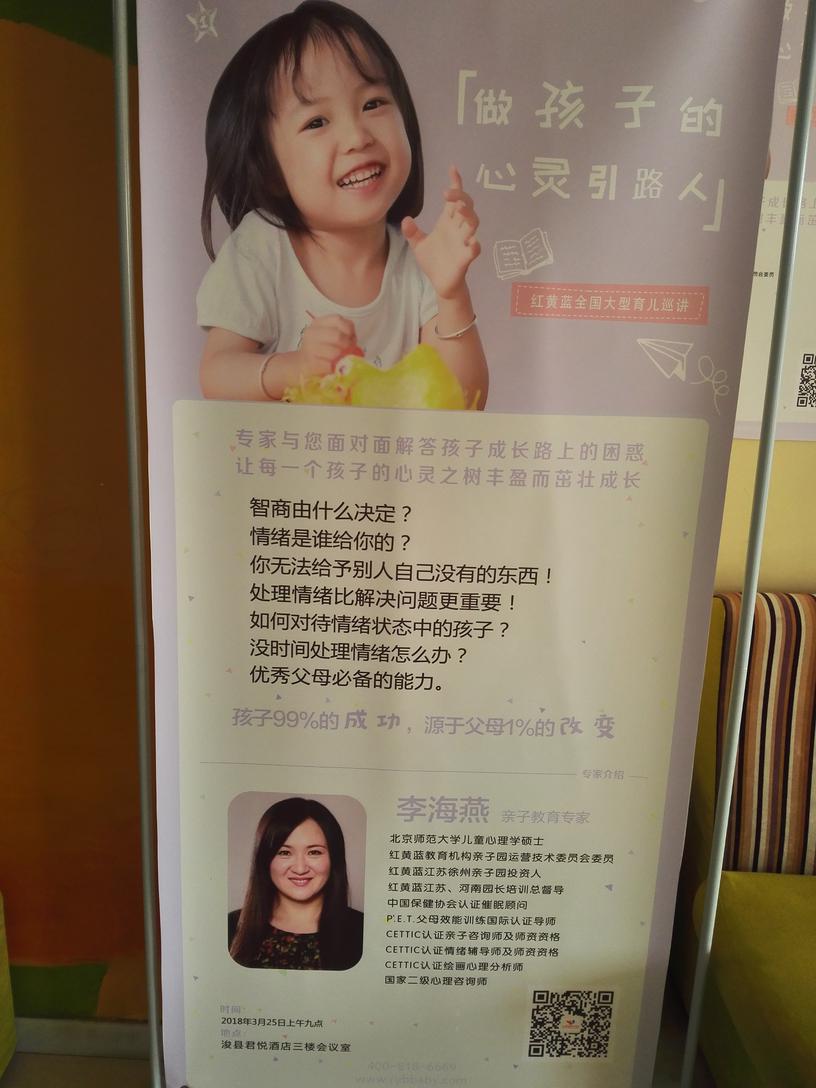 「做孩子的
心灵引路人」
红黄蓝全国大型育儿巡讲
专家与您面对面解答孩子成长路上的困惑
让每一个孩子的心灵之树丰盈而茁壮成长
智商由什么决定？
情绪是谁给你的？
你无法给予别人自己没有的东西！
处理情绪比解决问题更重要！
如何对待情绪状态中的孩子？
没时间处理情绪怎么办？
优秀父母必备的能力。
孩子99%的成功，源于父母1%的改变
专家介绍
李海燕 亲子教育专家
北京师范大学儿童心理学硕士
红黄蓝教育机构亲子园运营技术委员会委员
红黄蓝江苏徐州亲子园投资人
红黄蓝江苏、河南园长培训总督导
中国保健协会认证催眠顾问
P.E.T.父母效能训练国际认证导师
CETTIC认证亲子咨询师及师资资格
CETTIC认证情绪辅导师及师资资格
CETTIC认证绘画心理分析师
国家二级心理咨询师
时间：
2018年3月25日上午九点
地点：
浚县君悦酒店三楼会议室
400-818-6669
www.rybbaby.com